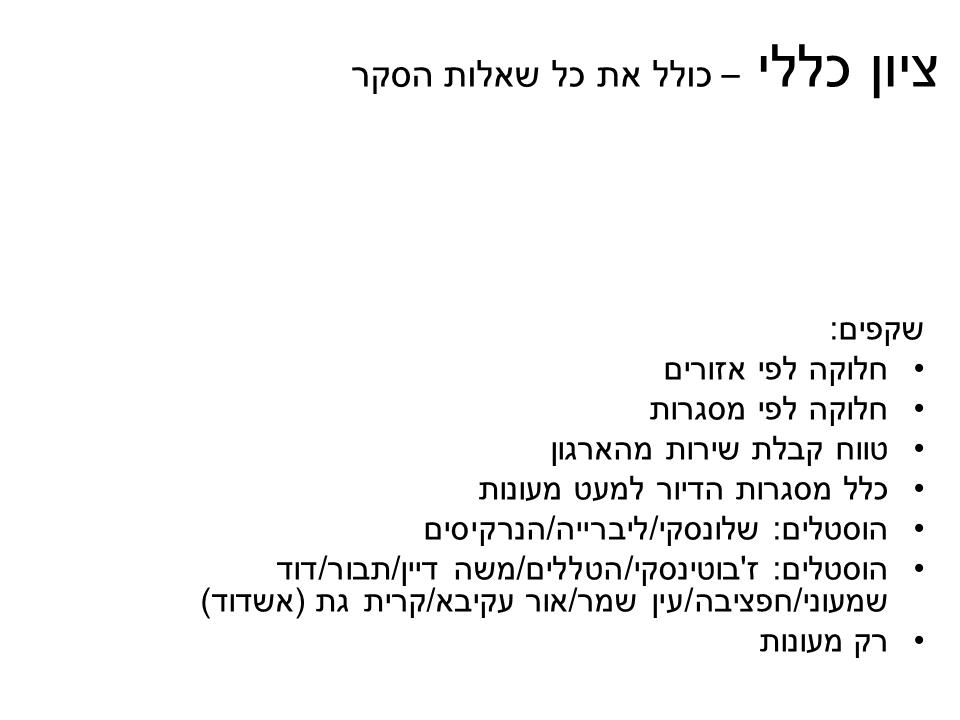 ציון כללי – כולל את כל שאלות הסקר
שקפים:
• חלוקה לפי אזורים
• חלוקה לפי מסגרות
• טווח קבלת שירות מהארגון
• כלל מסגרות הדיור למעט מעונות
• הוסטלים: שלונסקי/ליברייה/הנרקיסים
• הוסטלים: ז'בוטינסקי/הטללים/משה דיין/תבור/דוד
שמעוני/חפציבה/עין שמר/אור עקיבא/קרית גת (אשדוד)
• רק מעונות